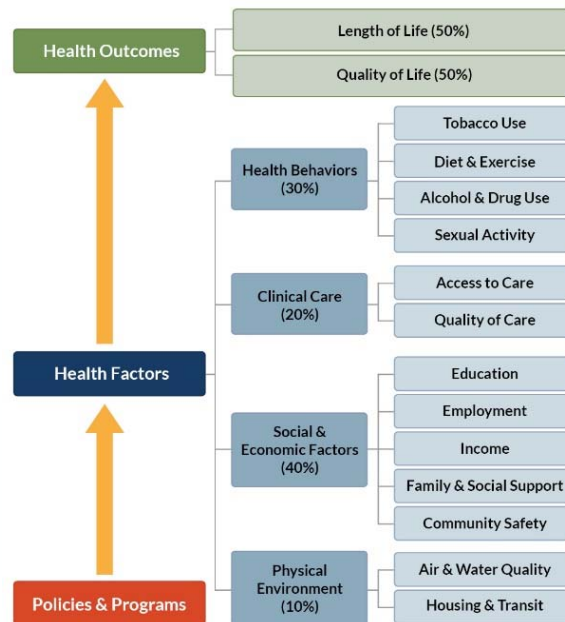 Health Outcomes
Length of Life (50%)
Quality of Life (50%)
Health Factors
Health Behaviors
(30%)
Tobacco Use
Diet & Exercise
Alcohol & Drug Use
Sexual Activity
Clinical Care
(20%)
Access to Care
Quality of Care
Social &
Economic Factors
(40%)
Education
Employment
Income
Family & Social Support
Community Safety
Physical
Environment
(10%)
Air & Water Quality
Housing & Transit
Policies & Programs